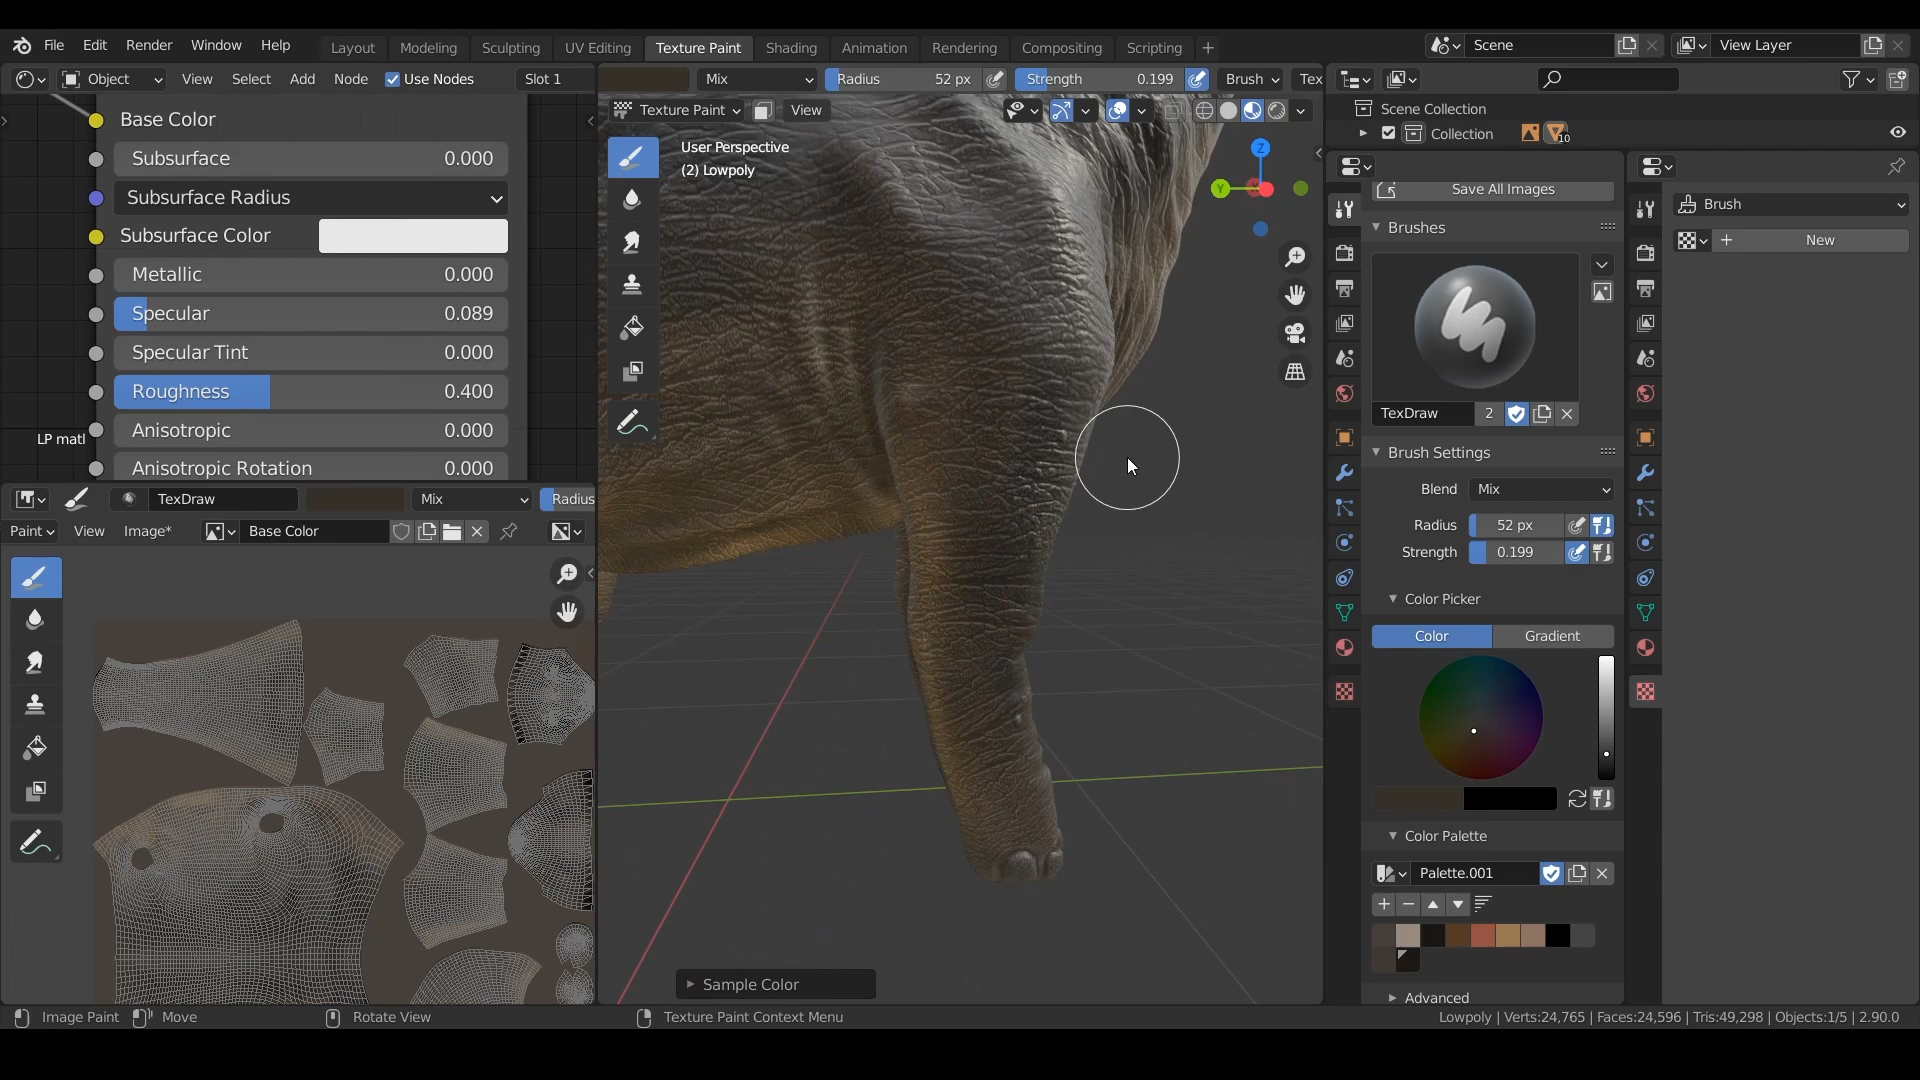 File Edit Render Window Help Layout Modeling Sculpting UV Editing Texture Paint Shading Animation Rendering Compositing Scripting + Scene View Layer
Object View Select Add Node Use Nodes Slot 1
Mix Radius 52 px Strength 0.199 Brush Tex
Texture Paint View
User Perspective
(2) Lowpoly
Z
Y
X
Base Color
Subsurface 0.000
Subsurface Radius
Subsurface Color
Metallic 0.000
Specular 0.089
Specular Tint 0.000
Roughness 0.400
Anisotropic 0.000
LP matl
Anisotropic Rotation 0.000
TexDraw Mix Radius
Paint View Image* Base Color
Sample Color
Scene Collection
Collection 10
Save All Images
Brushes
TexDraw 2
Brush Settings
Blend Mix
Radius 52 px
Strength 0.199
Color Picker
Color Gradient
Color Palette
Palette.001
Advanced
Brush
+ New
Image Paint Move Rotate View Texture Paint Context Menu Lowpoly | Verts:24,765 | Faces:24,596 | Tris:49,298 | Objects:1/5 | 2.90.0